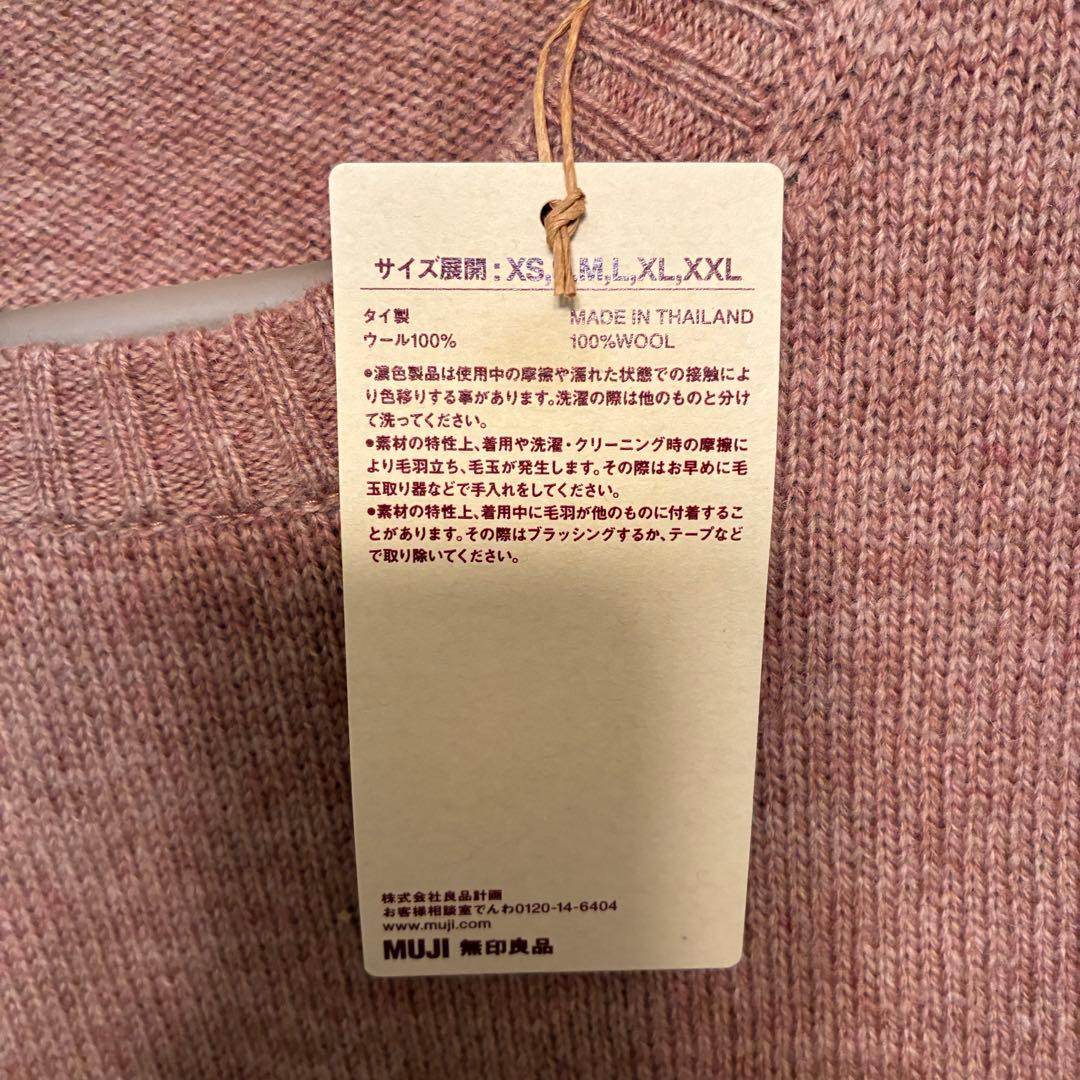 サイズ展開:XS, ,M,L,XL,XXL
タイ製 MADE IN THAILAND
ウール100% 100%WOOL
●濃色製品は使用中の摩擦や濡れた状態での接触によ
り色移りする事があります。洗濯の際は他のものと分け
て洗ってください。
●素材の特性上、着用や洗濯・クリーニング時の摩擦に
より毛羽立ち、毛玉が発生します。その際はお早めに毛
玉取り器などで手入れをしてください。
●素材の特性上、着用中に毛羽が他のものに付着するこ
とがあります。その際はブラッシングするか、テープなど
で取り除いてください。
株式会社良品計画
お客様相談室でんわ0120-14-6404
www.muji.com
MUJI 無印良品